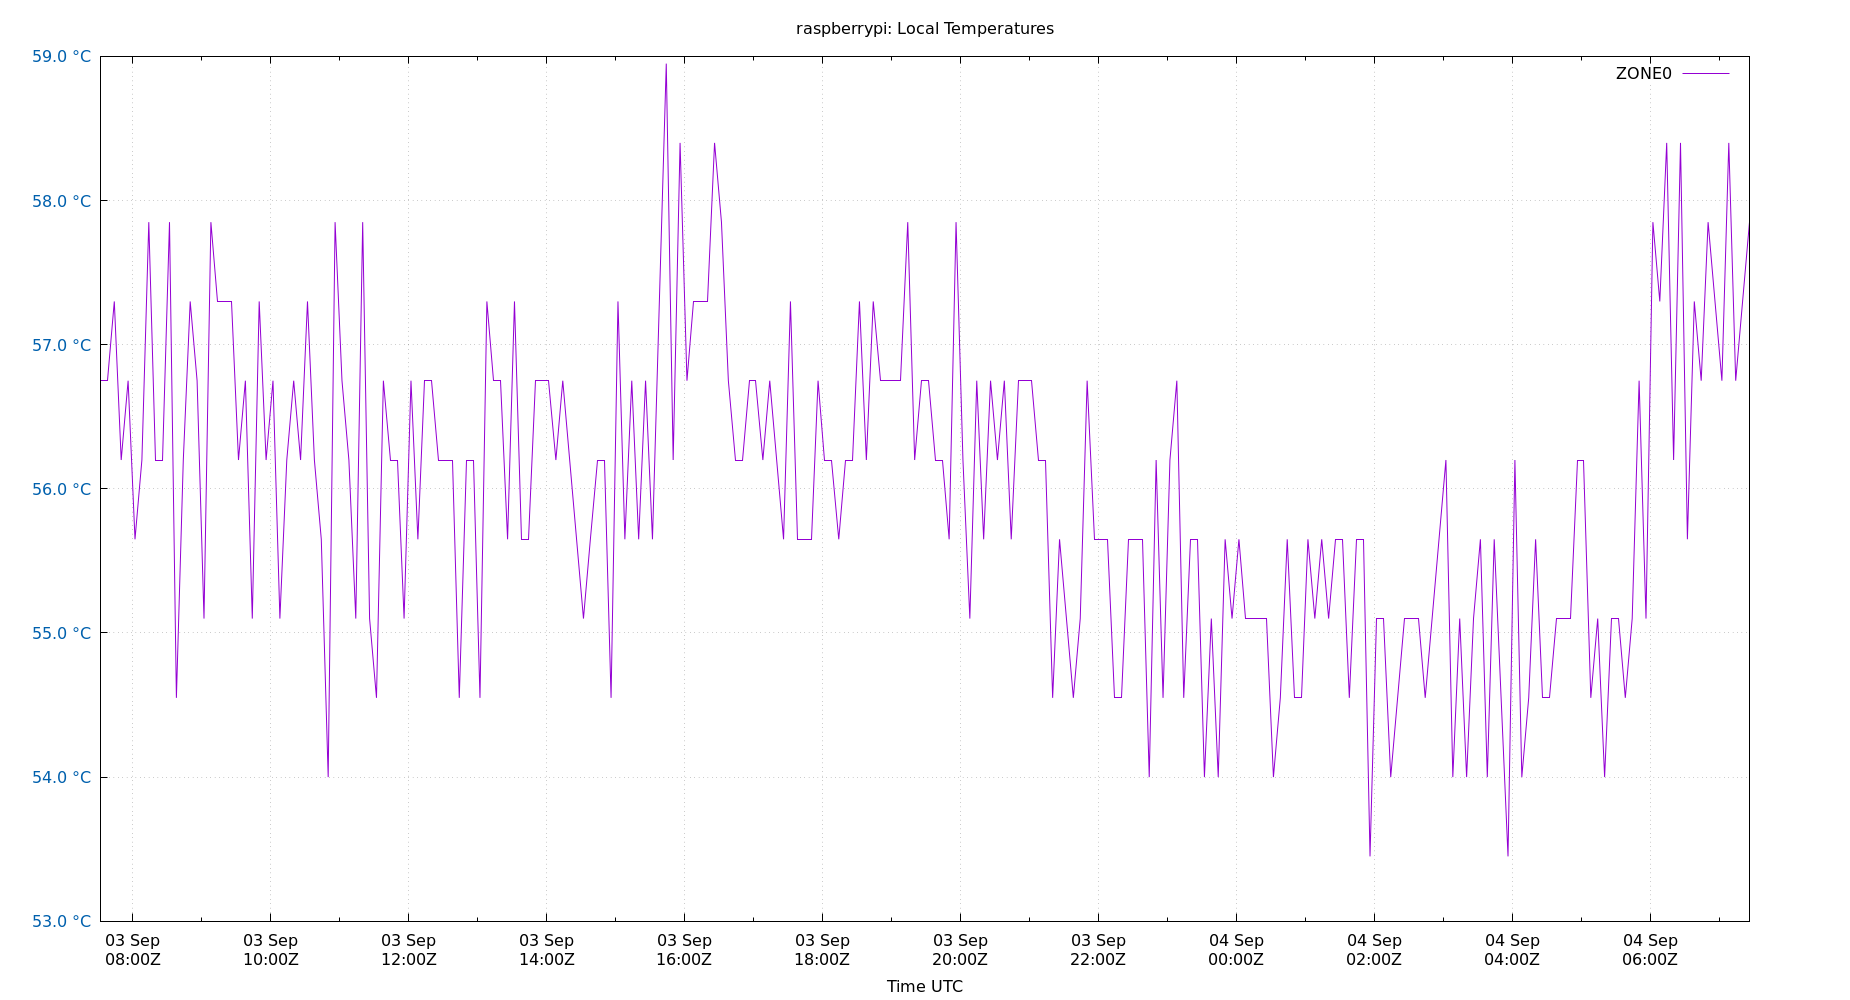 raspberrypi: Local Temperatures
59.0 °C
ZONE0
58.0 °C
57.0 °C
56.0 °C
55.0 °C
54.0 °C
53.0 °C
03 Sep 03 Sep 03 Sep 03 Sep 03 Sep 03 Sep 03 Sep 03 Sep 04 Sep 04 Sep 04 Sep 04 Sep
08:00Z 10:00Z 12:00Z 14:00Z 16:00Z 18:00Z 20:00Z 22:00Z 00:00Z 02:00Z 04:00Z 06:00Z
Time UTC